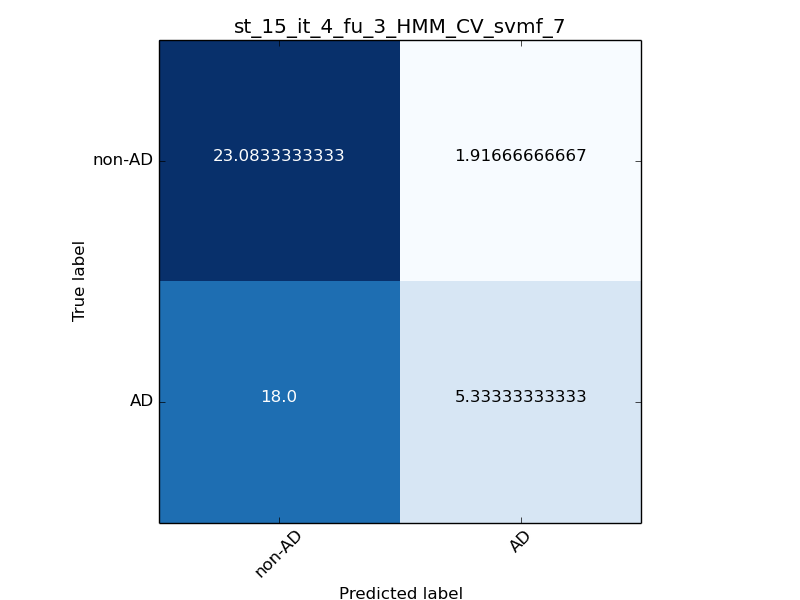 st_15_it_4_fu_3_HMM_CV_svmf_7
non-AD
23.0833333333
1.91666666667
True label
AD
18.0
5.33333333333
non-AD
AD
Predicted label